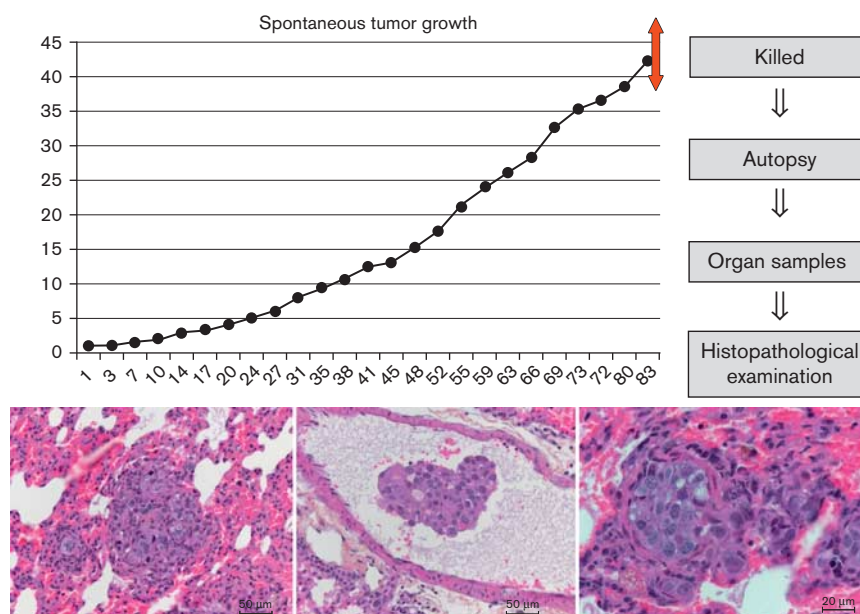 Spontaneous tumor growth
45
40
35
30
25
20
15
10
5
0
1 3 7 10 14 17 20 24 27 31 35 38 41 45 48 52 55 59 63 66 69 73 72 80 83
Killed
⇓
Autopsy
⇓
Organ samples
⇓
Histopathological
examination
50 µm
50 µm
20 µm